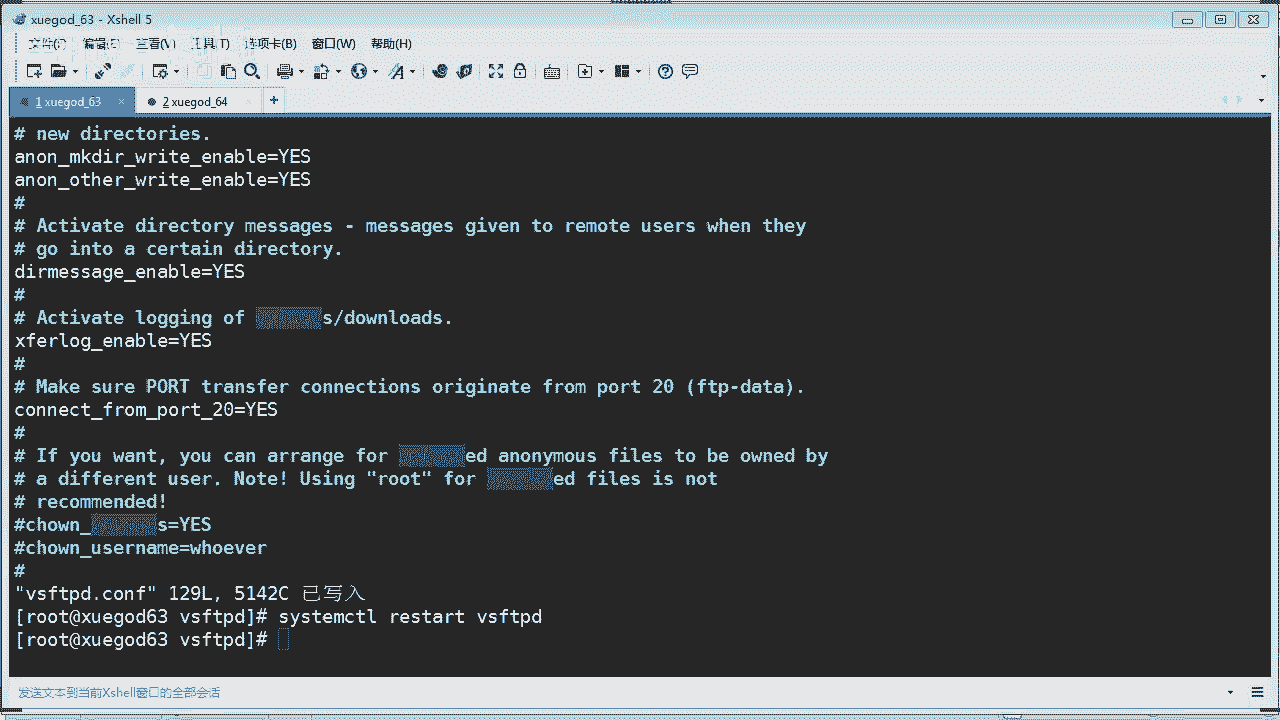 xuegod_63 - Xshell 5
文件(F) 编辑(E) 查看(V) 工具(T) 选项卡(B) 窗口(W) 帮助(H)
1 xuegod_63 × 2 xuegod_64 +
# new directories.
anon_mkdir_write_enable=YES
anon_other_write_enable=YES
#
# Activate directory messages - messages given to remote users when they
# go into a certain directory.
dirmessage_enable=YES
#
# Activate logging of s/downloads.
xferlog_enable=YES
#
# Make sure PORT transfer connections originate from port 20 (ftp-data).
connect_from_port_20=YES
#
# If you want, you can arrange for ed anonymous files to be owned by
# a different user. Note! Using "root" for ed files is not
# recommended!
#chown_s=YES
#chown_username=whoever
#
"vsftpd.conf" 129L, 5142C 已写入
[root@xuegod63 vsftpd]# systemctl restart vsftpd
[root@xuegod63 vsftpd]#
发送文本到当前Xshell窗口的全部会话